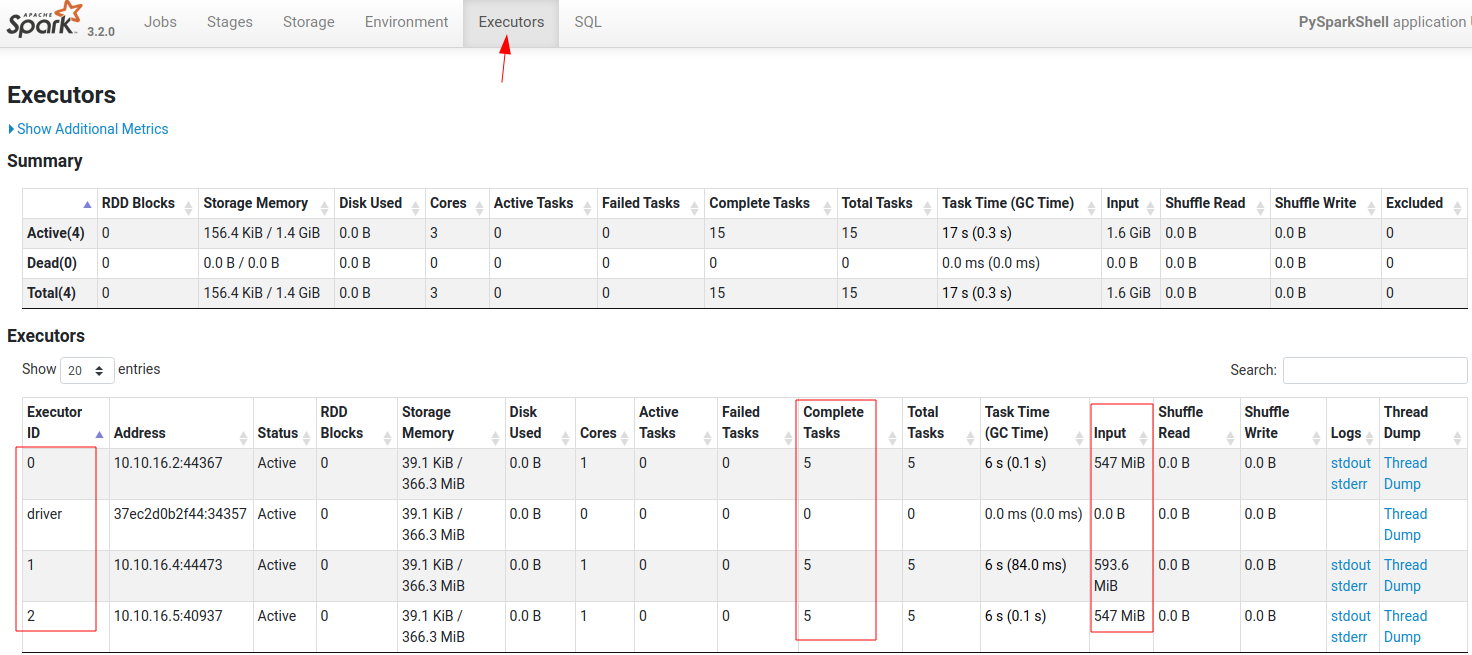 APACHE Spark 3.2.0 Jobs Stages Storage Environment Executors SQL PySparkShell application
Executors
Show Additional Metrics
Summary
RDD Blocks Storage Memory Disk Used Cores Active Tasks Failed Tasks Complete Tasks Total Tasks Task Time (GC Time) Input Shuffle Read Shuffle Write Excluded
Active(4) 0 156.4 KiB / 1.4 GiB 0.0 B 3 0 0 15 15 17 s (0.3 s) 1.6 GiB 0.0 B 0.0 B 0
Dead(0) 0 0.0 B / 0.0 B 0.0 B 0 0 0 0 0 0.0 ms (0.0 ms) 0.0 B 0.0 B 0.0 B 0
Total(4) 0 156.4 KiB / 1.4 GiB 0.0 B 3 0 0 15 15 17 s (0.3 s) 1.6 GiB 0.0 B 0.0 B 0
Executors
Show 20 entries Search:
Executor RDD Storage Disk Active Failed Complete Total Task Time Shuffle Shuffle Thread
ID Address Status Blocks Memory Used Cores Tasks Tasks Tasks Tasks (GC Time) Input Read Write Logs Dump
0 10.10.16.2:44367 Active 0 39.1 KiB / 0.0 B 1 0 0 5 5 6 s (0.1 s) 547 MiB 0.0 B 0.0 B stdout Thread
366.3 MiB stderr Dump
driver 37ec2d0b2f44:34357 Active 0 39.1 KiB / 0.0 B 0 0 0 0 0 0.0 ms (0.0 ms) 0.0 B 0.0 B 0.0 B Thread
366.3 MiB Dump
1 10.10.16.4:44473 Active 0 39.1 KiB / 0.0 B 1 0 0 5 5 6 s (84.0 ms) 593.6 0.0 B 0.0 B stdout Thread
366.3 MiB MiB stderr Dump
2 10.10.16.5:40937 Active 0 39.1 KiB / 0.0 B 1 0 0 5 5 6 s (0.1 s) 547 MiB 0.0 B 0.0 B stdout Thread
366.3 MiB stderr Dump